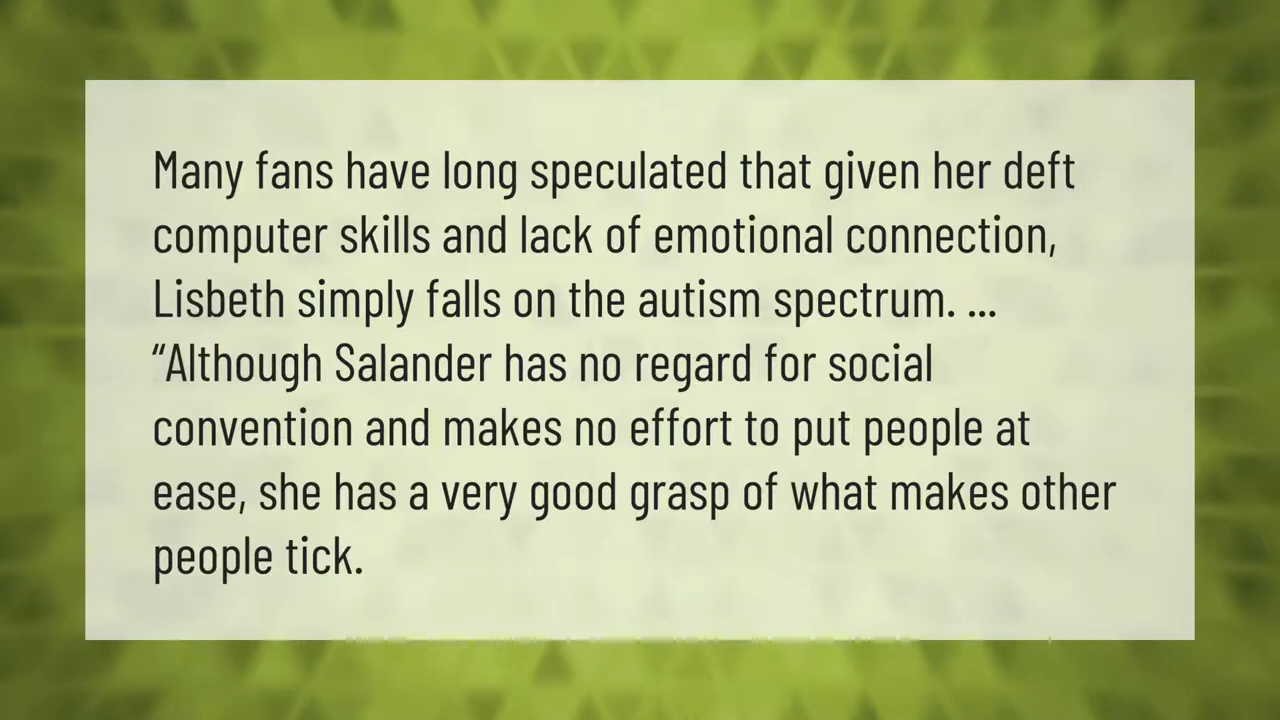 Many fans have long speculated that given her deft
computer skills and lack of emotional connection,
Lisbeth simply falls on the autism spectrum. ...
“Although Salander has no regard for social
convention and makes no effort to put people at
ease, she has a very good grasp of what makes other
people tick.